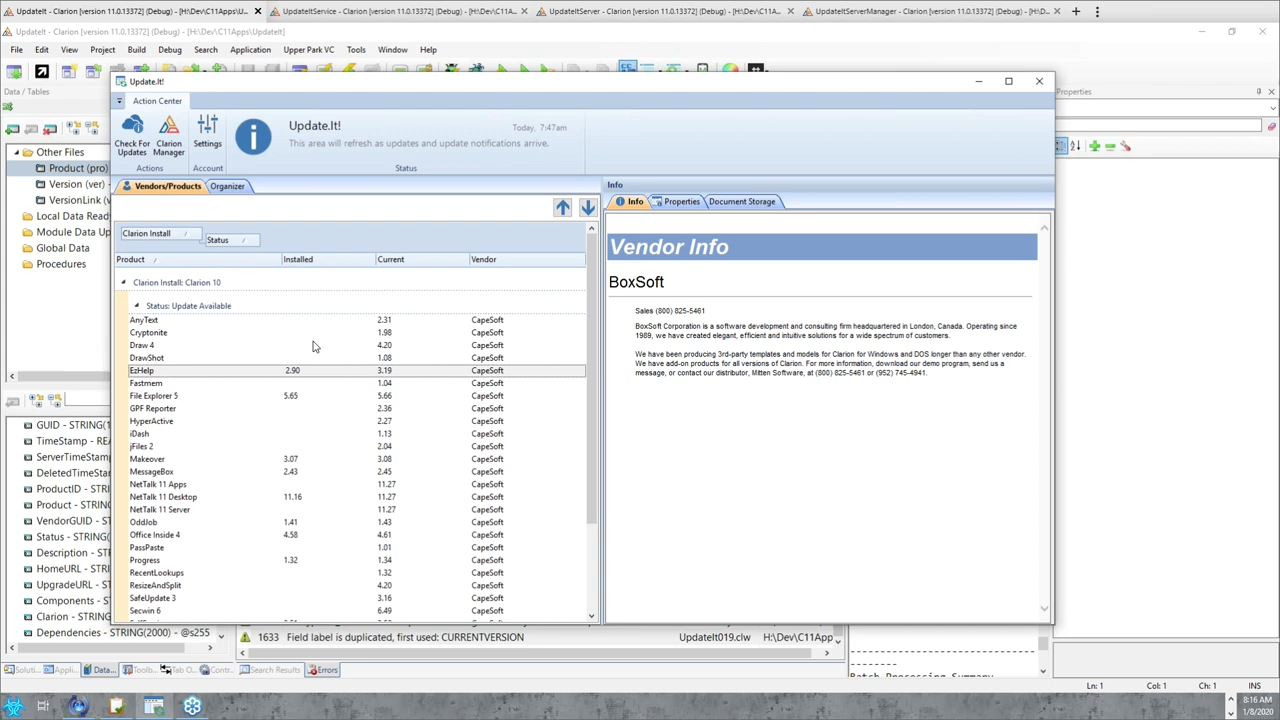 UpdateIt - Clarion [version 11.0.13372] (Debug) - [H:\Dev\C11Apps\U...
UpdateItService - Clarion [version 11.0.13372] (Debug) - [H:\Dev\C11A...
UpdateItServer - Clarion [version 11.0.13372] (Debug) - [H:\Dev\C11Ap...
UpdateItServerManager - Clarion [version 11.0.13372] (Debug) - [H:\De...
UpdateIt - Clarion [version 11.0.13372] (Debug) - [H:\Dev\C11Apps\UpdateIt]
File Edit View Project Build Debug Search Application Upper Park VC Tools Window Help
Data / Tables
Properties
Other Files
Product (pro)
Version (ver)
VersionLink (v
Local Data Read
Module Data Up
Global Data
Procedures
GUID - STRING(1
TimeStamp - RE
ServerTimeStam
DeletedTimeStam
ProductID - STRI
Product - STRING
VendorGUID - S
Status - STRING(
Description - ST
HomeURL - STRI
UpgradeURL - S
Components - S
Clarion - STRING
Dependencies - STRING(2000) - @s255
Update.It!
Action Center
Check For Updates
Clarion Manager
Settings
Actions
Account
Status
Update.It!
Today, 7:47am
This area will refresh as updates and update notifications arrive.
Vendors/Products
Organizer
Clarion Install
Status
Product Installed Current Vendor
Clarion Install: Clarion 10
Status: Update Available
AnyText 2.31 CapeSoft
Cryptonite 1.98 CapeSoft
Draw 4 4.20 CapeSoft
DrawShot 1.08 CapeSoft
EzHelp 2.90 3.19 CapeSoft
Fastmem 1.04 CapeSoft
File Explorer 5 5.65 5.66 CapeSoft
GPF Reporter 2.36 CapeSoft
HyperActive 2.27 CapeSoft
iDash 1.13 CapeSoft
jFiles 2 2.04 CapeSoft
Makeover 3.07 3.08 CapeSoft
MessageBox 2.43 2.45 CapeSoft
NetTalk 11 Apps 11.27 CapeSoft
NetTalk 11 Desktop 11.16 11.27 CapeSoft
NetTalk 11 Server 11.27 CapeSoft
OddJob 1.41 1.43 CapeSoft
Office Inside 4 4.58 4.61 CapeSoft
PassPaste 1.01 CapeSoft
Progress 1.32 1.34 CapeSoft
RecentLookups 1.32 CapeSoft
ResizeAndSplit 4.20 CapeSoft
SafeUpdate 3 3.16 CapeSoft
Secwin 6 6.49 CapeSoft
Info
Info Properties Document Storage
Vendor Info
BoxSoft
Sales (800) 825-5461
BoxSoft Corporation is a software development and consulting firm headquartered in London, Canada. Operating since
1989, we have created elegant, efficient and intuitive solutions for a wide spectrum of customers.
We have been producing 3rd-party templates and models for Clarion for Windows and DOS longer than any other vendor.
We have add-on products for all versions of Clarion. For more information, download our demo program, send us a
message, or contact our distributor, Mitten Software, at (800) 825-5461 or (952) 745-4941.
1633 Field label is duplicated, first used: CURRENTVERSION UpdateIt019.clw H:\Dev\C11App
Search Results
Errors
Ln: 1 Col: 1 Ch: 1 INS
8:16 AM
1/8/2020